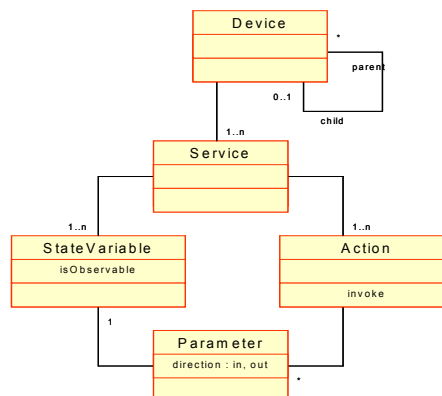 Device
*
parent
0..1
child
1..n
Service
1..n
1..n
StateVariable
isObservable
Action
invoke
1
Parameter
direction : in, out
*